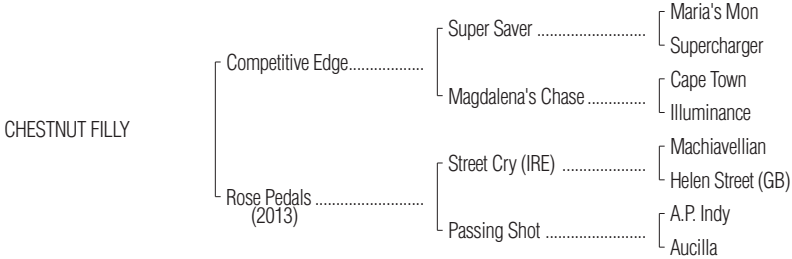 Maria's Mon
Super Saver ..........................
Supercharger
Competitive Edge..................
Cape Town
Magdalena's Chase..............
Illuminance
CHESTNUT FILLY
Machiavellian
Street Cry (IRE) ....................
Helen Street (GB)
Rose Pedals ..........................
(2013)
A.P. Indy
Passing Shot ........................
Aucilla